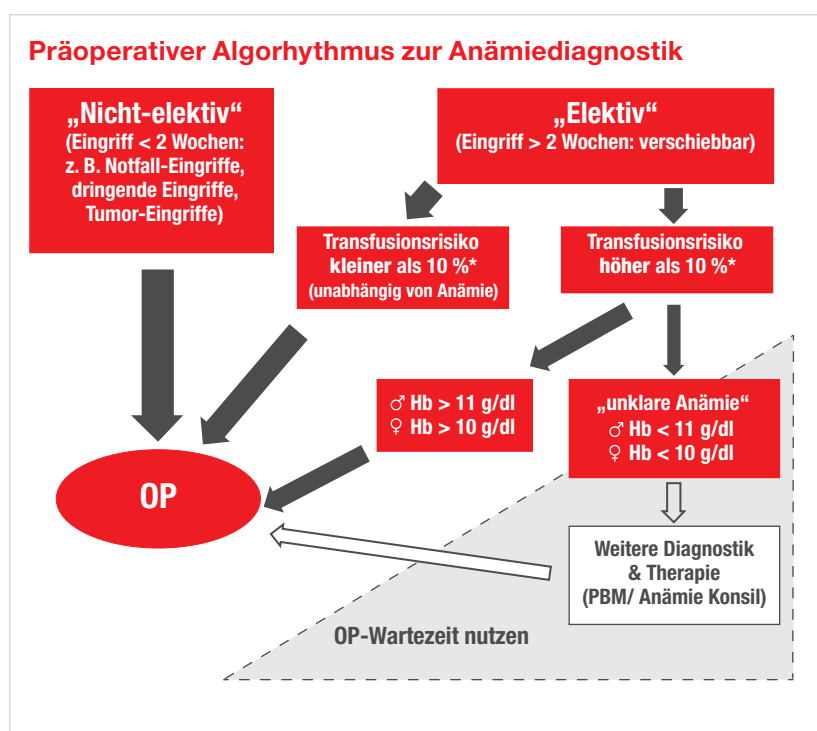 Präoperativer Algorhythmus zur Anämiediagnostik
„Nicht-elektiv“
(Eingriff < 2 Wochen:
z. B. Notfall-Eingriffe,
dringende Eingriffe,
Tumor-Eingriffe)
„Elektiv“
(Eingriff > 2 Wochen: verschiebbar)
Transfusionsrisiko
kleiner als 10 %*
(unabhängig von Anämie)
Transfusionsrisiko
höher als 10 %*
♂ Hb > 11 g/dl
♀ Hb > 10 g/dl
„unklare Anämie“
♂ Hb < 11 g/dl
♀ Hb < 10 g/dl
OP
Weitere Diagnostik
& Therapie
(PBM/ Anämie Konsil)
OP-Wartezeit nutzen